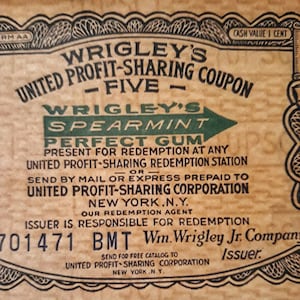 RM AA
CASH VALUE 1 CENT
WRIGLEY'S
UNITED PROFIT-SHARING COUPON
— FIVE —
WRIGLEY'S
SPEARMINT
PERFECT GUM
PRESENT FOR REDEMPTION AT ANY
UNITED PROFIT-SHARING REDEMPTION STATION
— OR —
SEND BY MAIL OR EXPRESS PREPAID TO
UNITED PROFIT-SHARING CORPORATION
NEW YORK, N.Y.
OUR REDEMPTION AGENT
ISSUER IS RESPONSIBLE FOR REDEMPTION
701471 BMT Wm. Wrigley Jr. Compan
Issuer.
SEND FOR FREE CATALOG TO
UNITED PROFIT-SHARING CORPORATION
NEW YORK, N.Y.